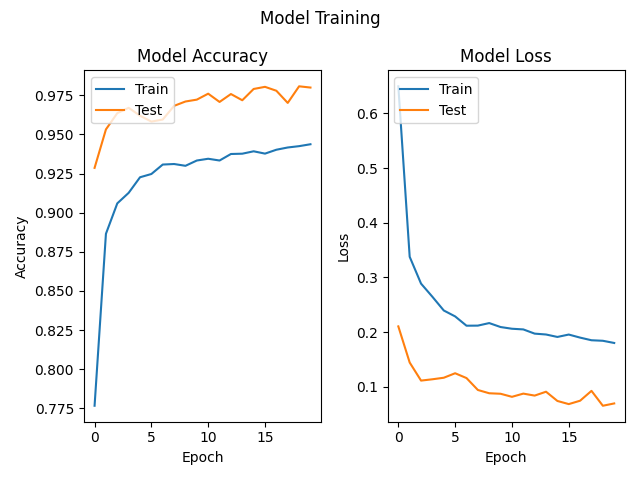 Model Training
Model Accuracy
Train
Test
0.975
0.950
0.925
0.900
0.875
0.850
0.825
0.800
0.775
Accuracy
0
5
10
15
Epoch
Model Loss
Train
Test
0.6
0.5
0.4
0.3
0.2
0.1
Loss
0
5
10
15
Epoch